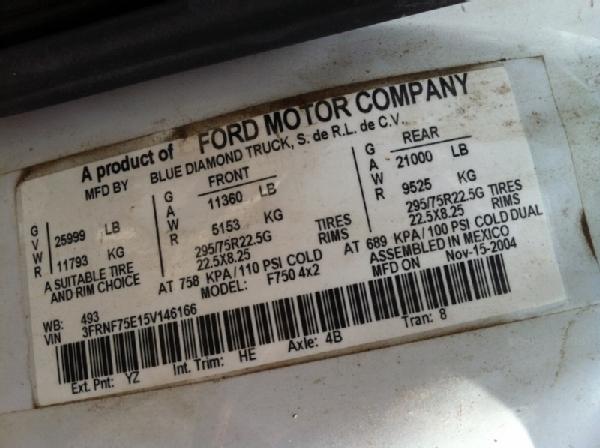 A product of FORD MOTOR COMPANY
MFD BY BLUE DIAMOND TRUCK, S. de R.L. de C.V.
GVWR 25999 LB
11793 KG
A SUITABLE TIRE
AND RIM CHOICE
FRONT
GAWR 11360 LB
5153 KG
295/75R22.5G TIRES
22.5X8.25 RIMS
AT 758 KPA/110 PSI COLD
REAR
GAWR 21000 LB
9525 KG
295/75R22.5G TIRES
22.5X8.25 RIMS
AT 689 KPA/100 PSI COLD DUAL
MODEL: F750 4x2
ASSEMBLED IN MEXICO
MFD ON Nov-15-2004
WB: 493
VIN 3FRNF75E15V146166
Ext. Pnt: YZ Int. Trim: HE Axle: 4B Tran: 8